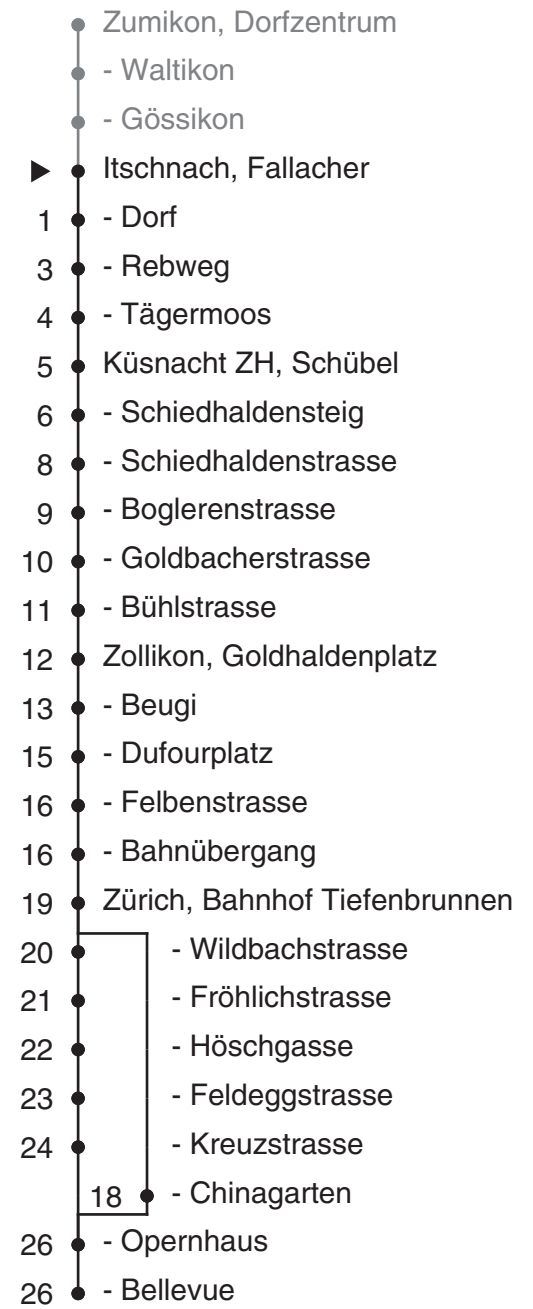 Zumikon, Dorfzentrum
- Waltikon
- Gössikon
Itschnach, Fallacher
1 - Dorf
3 - Rebweg
4 - Tägermoos
5 Küsnacht ZH, Schübel
6 - Schiedhaldensteig
8 - Schiedhaldenstrasse
9 - Boglerenstrasse
10 - Goldbacherstrasse
11 - Bühlstrasse
12 Zollikon, Goldhaldenplatz
13 - Beugi
15 - Dufourplatz
16 - Felbenstrasse
16 - Bahnübergang
19 Zürich, Bahnhof Tiefenbrunnen
20 - Wildbachstrasse
21 - Fröhlichstrasse
22 - Höschgasse
23 - Feldeggstrasse
24 - Kreuzstrasse
18 - Chinagarten
26 - Opernhaus
26 - Bellevue